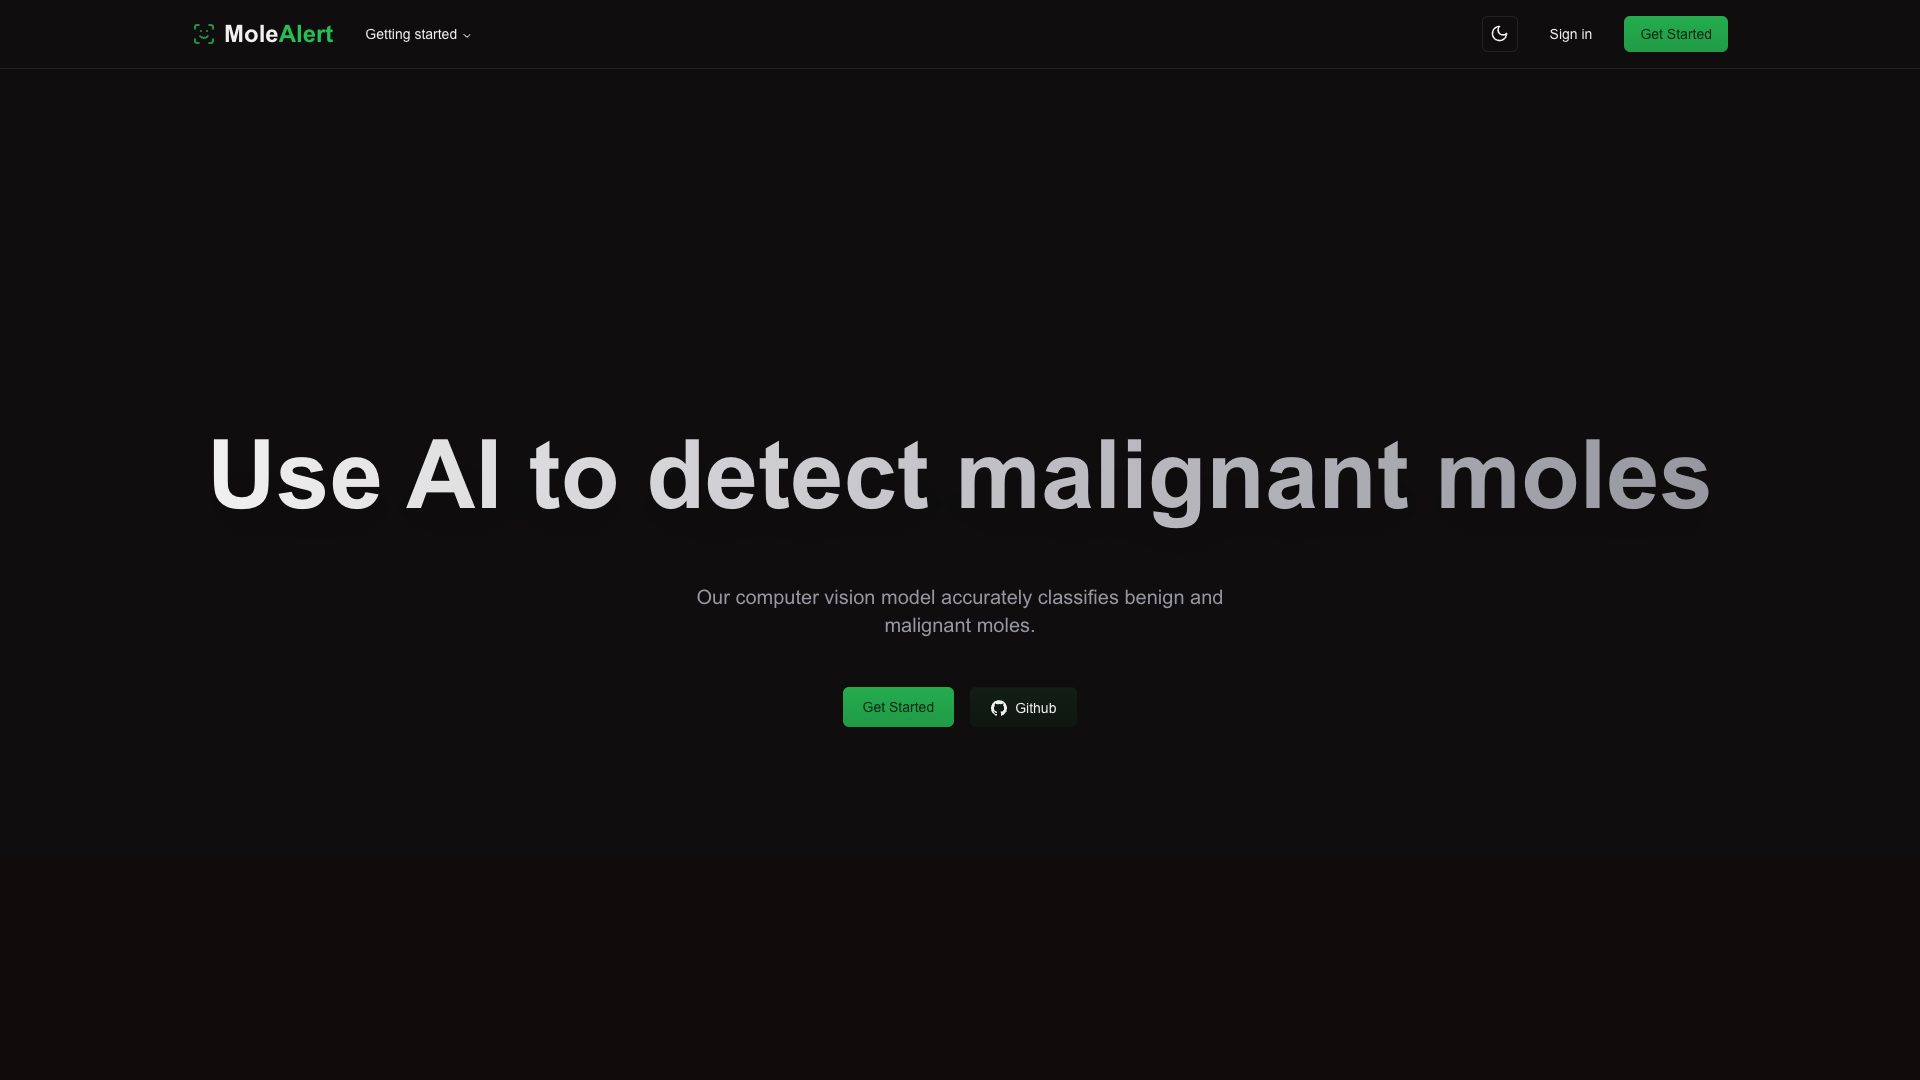 MoleAlert
Getting started
Sign in
Get Started
Use AI to detect malignant moles
Our computer vision model accurately classifies benign and
malignant moles.
Get Started
Github